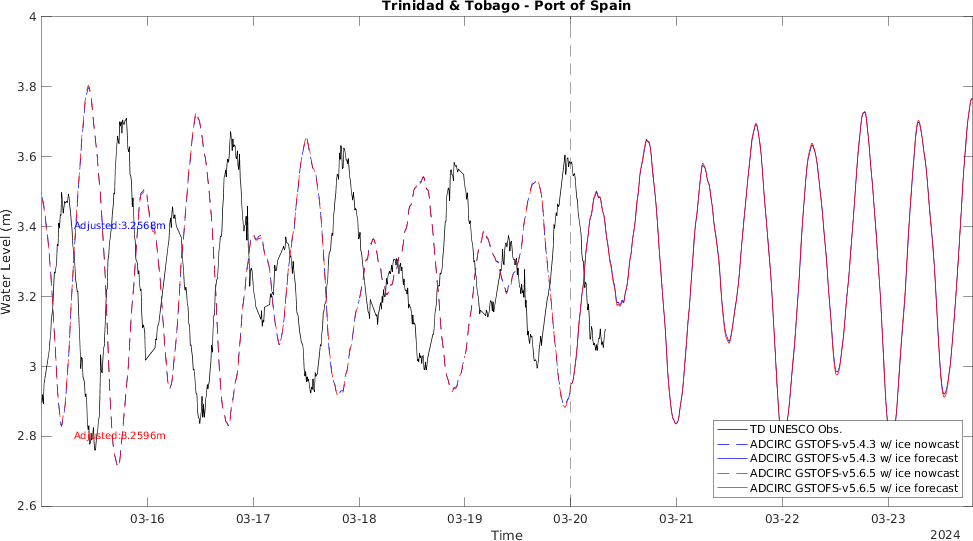 Trinidad & Tobago - Port of Spain
4
3.8
3.6
3.4
3.2
3
2.8
2.6
Water Level (m)
Adjusted:3.2568m
Adjusted:3.2596m
TD UNESCO Obs.
ADCIRC GSTOFS-v5.4.3 w/ ice nowcast
ADCIRC GSTOFS-v5.4.3 w/ ice forecast
ADCIRC GSTOFS-v5.6.5 w/ ice nowcast
ADCIRC GSTOFS-v5.6.5 w/ ice forecast
03-16 03-17 03-18 03-19 03-20 03-21 03-22 03-23
Time
2024